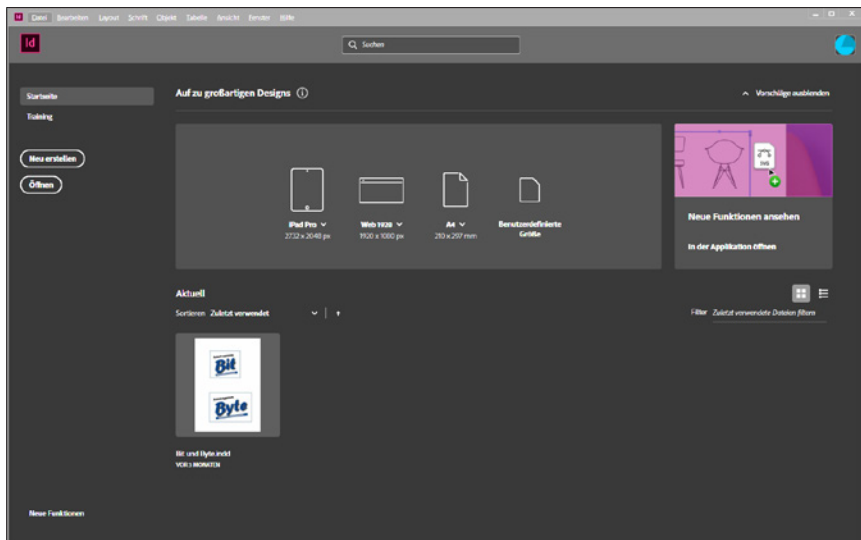 Id Datei Bearbeiten Layout Schrift Objekt Tabelle Ansicht Fenster Hilfe
Id
Suchen
Startseite
Training
Neu erstellen
Öffnen
Auf zu großartigen Designs
Vorschläge ausblenden
iPad Pro
2732 x 2048 px
Web 1920
1920 x 1080 px
A4
210 x 297 mm
Benutzerdefinierte
Größe
SVG
Neue Funktionen ansehen
In der Applikation öffnen
Aktuell
Sortieren Zuletzt verwendet
Filter Zuletzt verwendete Dateien filtern
Bit
Byte
Bit und Byte.indd
VOR 3 MONATEN
Neue Funktionen